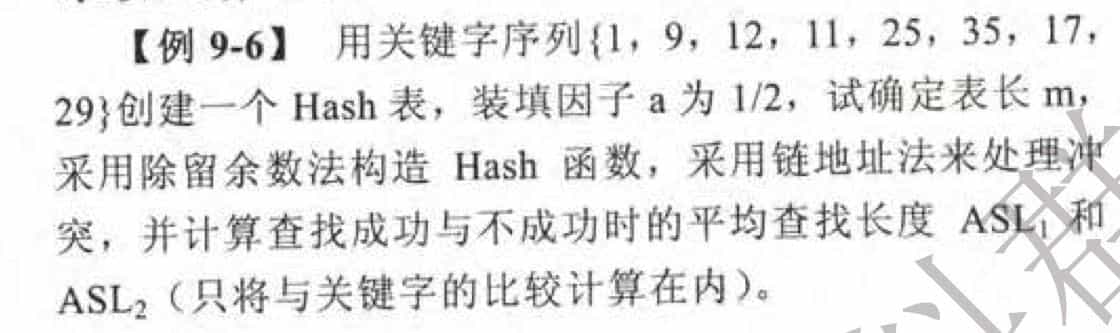 【例 9-6】 用关键字序列{1，9，12，11，25，35，17，
29}创建一个 Hash 表，装填因子 a 为 1/2，试确定表长 m，
采用除留余数法构造 Hash 函数，采用链地址法来处理冲
突，并计算查找成功与不成功时的平均查找长度 ASL₁ 和
ASL₂（只将与关键字的比较计算在内）。